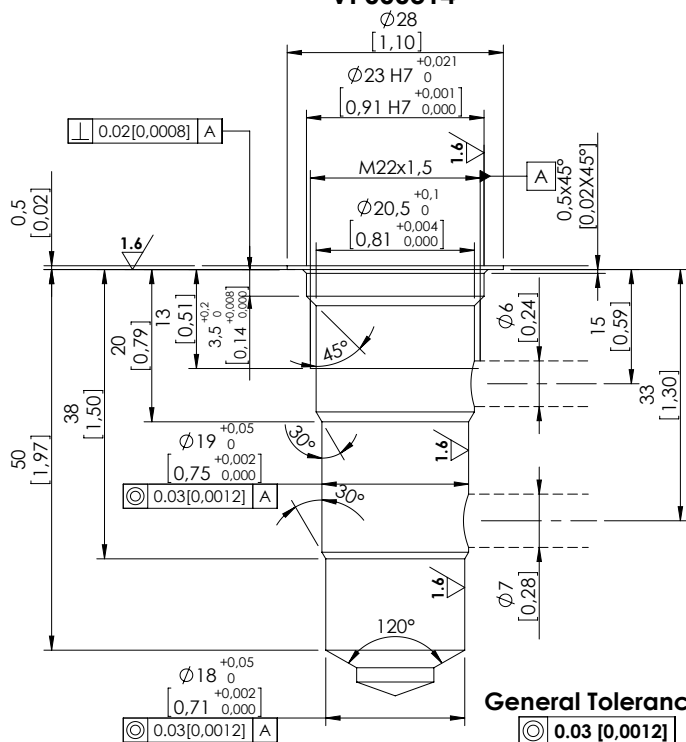 Ø28
[1,10]
Ø23 H7 +0,021 0
[0,91 H7 +0,001 0,000]
⊥ 0.02[0,0008] A
1.6
M22x1,5
A
0,5x45°
[0,02X45°]
Ø20,5 +0,1 0
[0,81 +0,004 0,000]
0,5
[0,02]
1.6
13
[0,51]
3,5 +0,2 0
[0,14 +0,008 0,000]
20
[0,79]
38
[1,50]
50
[1,97]
45°
Ø6
[0,24]
15
[0,59]
33
[1,30]
30°
Ø19 +0,05 0
[0,75 +0,002 0,000]
◎ 0.03[0,0012] A
1.6
30°
1.6
Ø7
[0,28]
120°
Ø18 +0,05 0
[0,71 +0,002 0,000]
◎ 0.03[0,0012] A
General Toleranc
◎ 0.03 [0,0012]